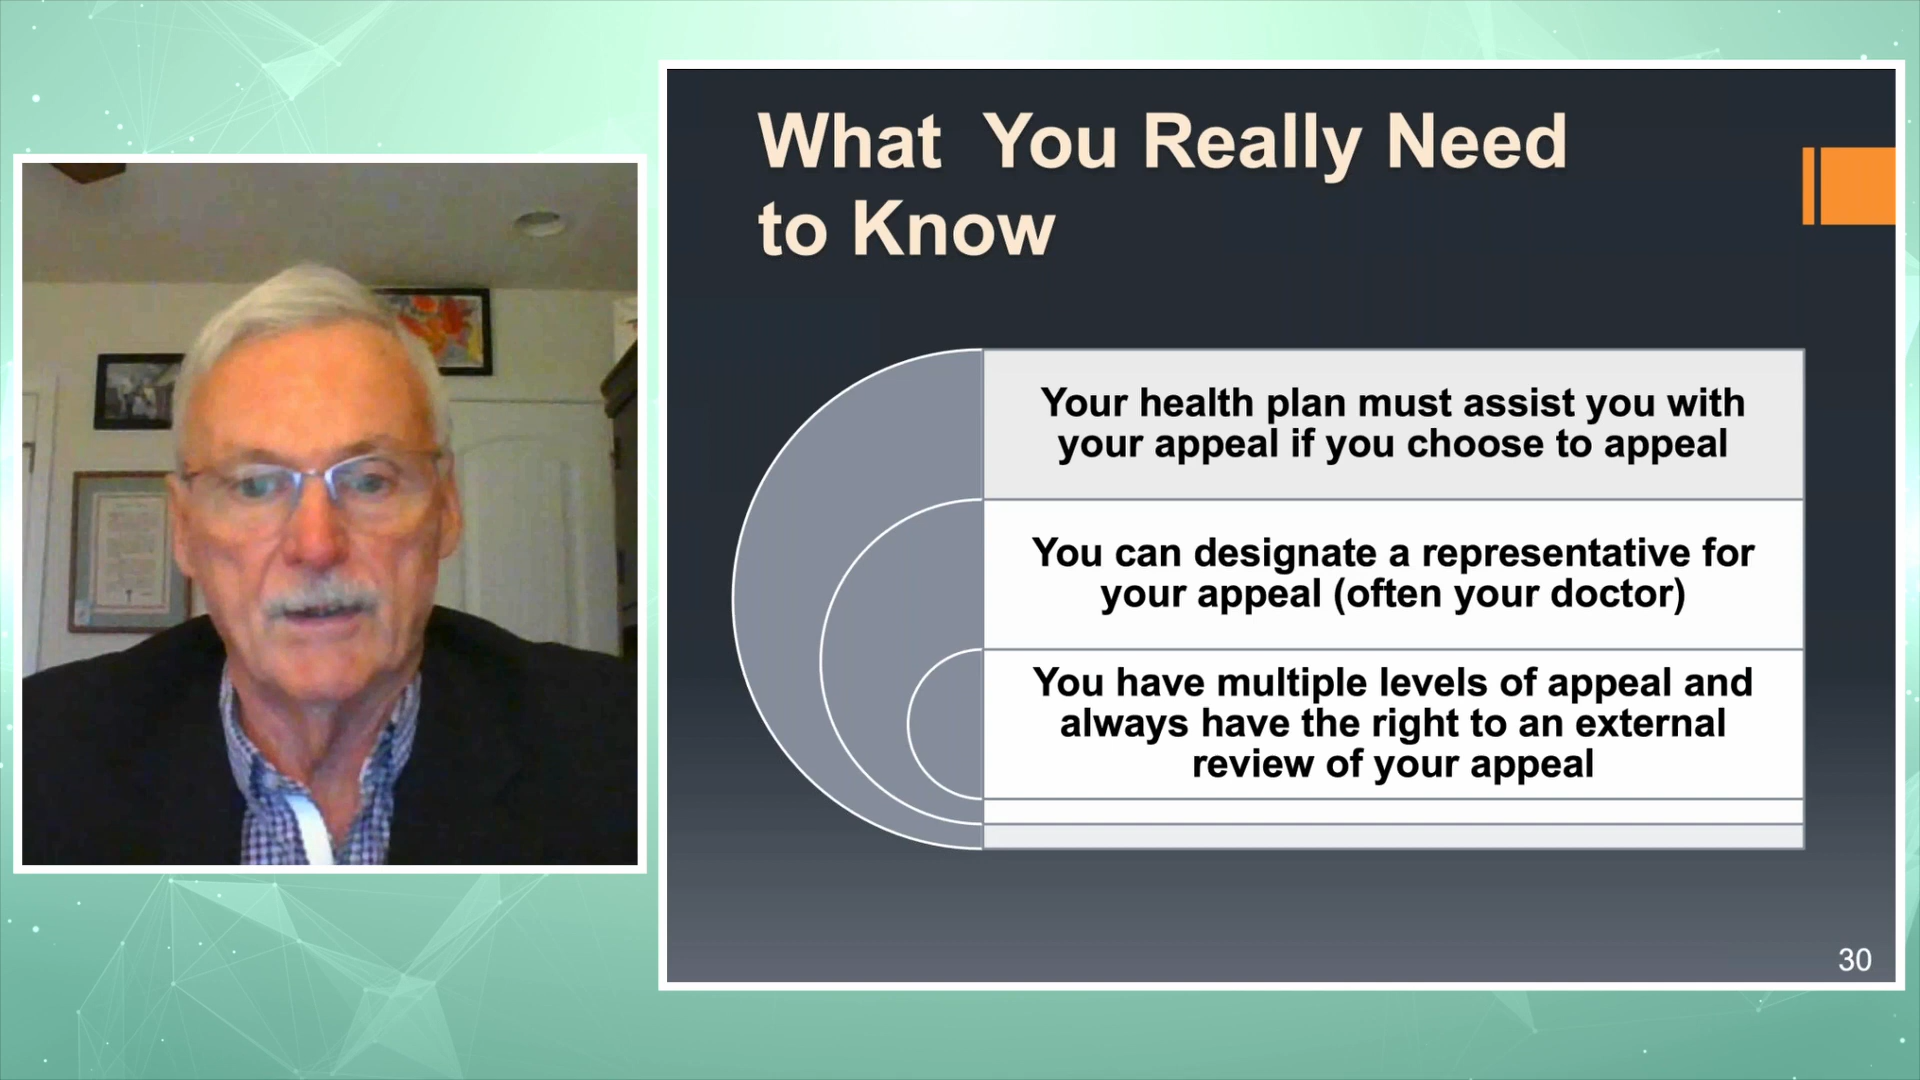 What  You Really Need
to Know
Your health plan must assist you with
your appeal if you choose to appeal
You can designate a representative for
your appeal (often your doctor)
You have multiple levels of appeal and
always have the right to an external
review of your appeal
30